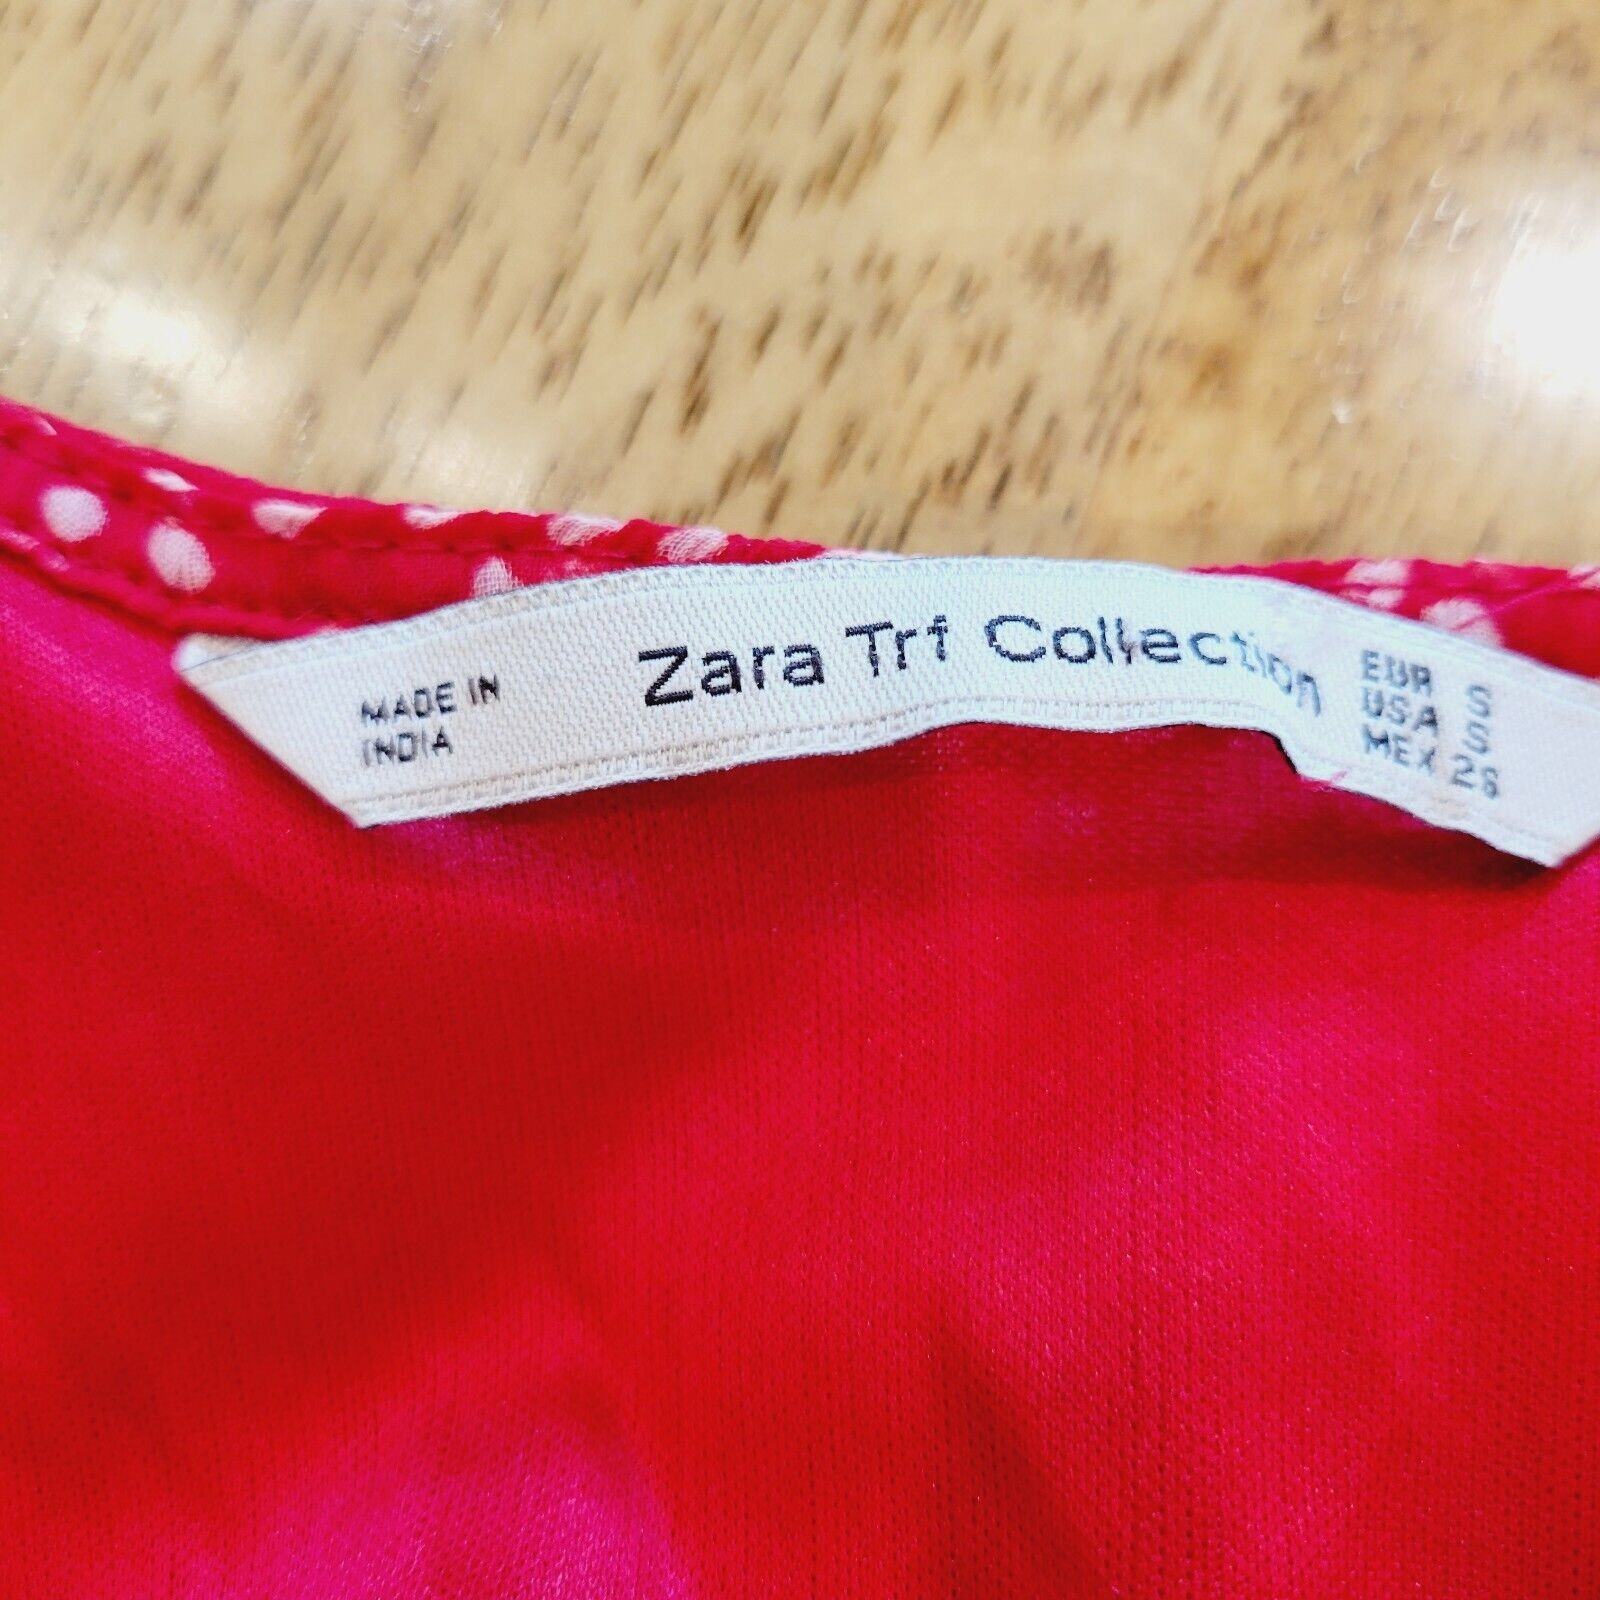 MADE IN
INDIA
Zara Trf Collection
EUR S
USA S
MEX 26